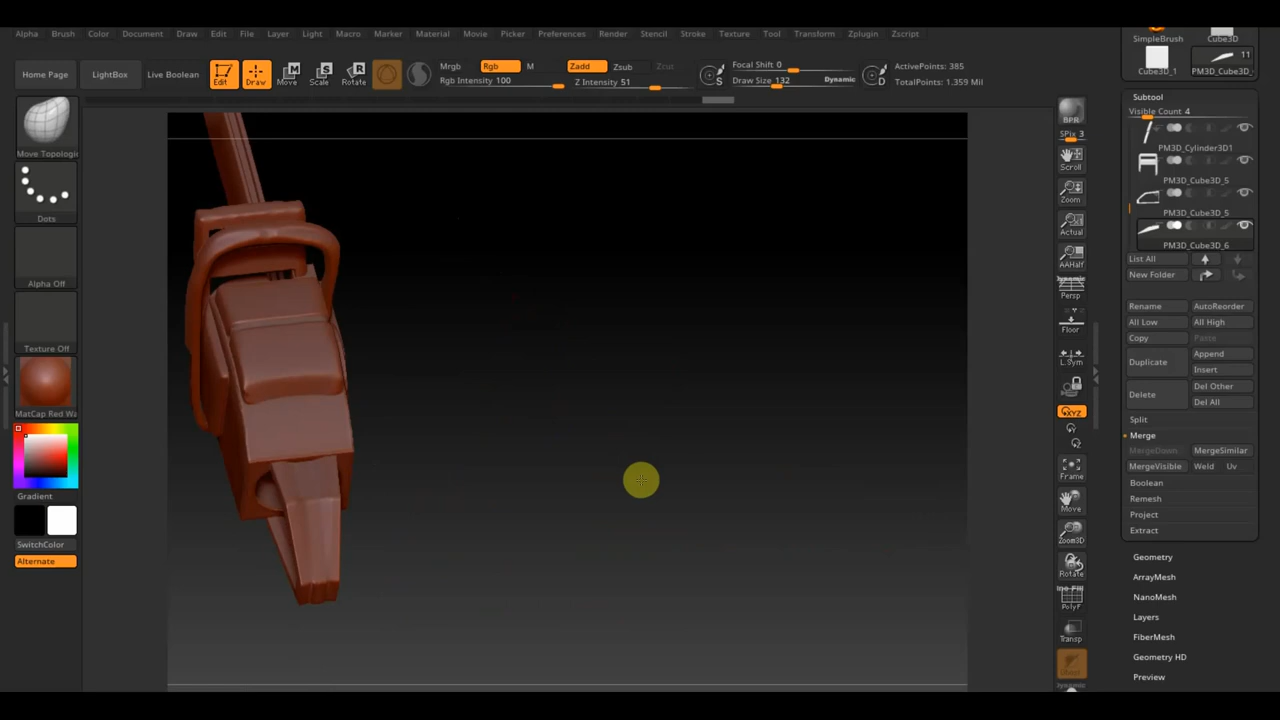 Alpha Brush Color Document Draw Edit File Layer Light Macro Marker Material Movie Picker Preferences Render Stencil Stroke Texture Tool Transform Zplugin Zscript
SimpleBrush Cube3D
Cube3D_1 PM3D_Cube3D_
11
Home Page LightBox Live Boolean Edit Draw Move Scale Rotate
Mrgb Rgb M
Rgb Intensity 100
Zadd Zsub Zcut
Z Intensity 51
S
Focal Shift 0
Draw Size 132 Dynamic
D
ActivePoints: 385
TotalPoints: 1.359 Mil
Move Topologic
Dots
Alpha Off
Texture Off
MatCap Red Wa
Gradient
SwitchColor
Alternate
BPR
SPix 3
Scroll
Zoom
Actual
AAHalf
Dynamic
Persp
Floor
L.Sym
XYZ
Frame
Move
Zoom3D
Rotate
Line Fill
PolyF
Transp
Dynamic
Subtool
Visible Count 4
PM3D_Cylinder3D1
PM3D_Cube3D_5
PM3D_Cube3D_5
PM3D_Cube3D_6
List All
New Folder
Rename AutoReorder
All Low All High
Copy Paste
Duplicate Append
Insert
Delete Del Other
Del All
Split
Merge
MergeDown MergeSimilar
MergeVisible Weld Uv
Boolean
Remesh
Project
Extract
Geometry
ArrayMesh
NanoMesh
Layers
FiberMesh
Geometry HD
Preview